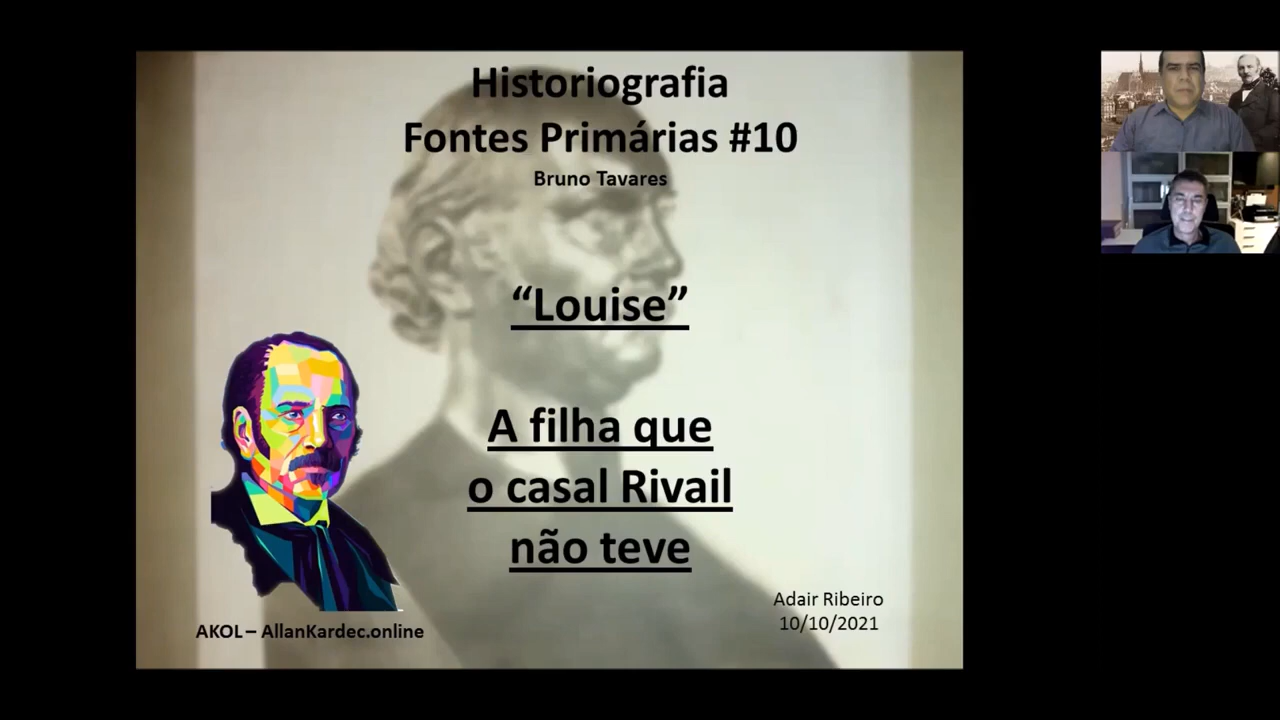 Historiografia
Fontes Primárias #10
Bruno Tavares
“Louise”
A filha que
o casal Rivail
não teve
Adair Ribeiro
10/10/2021
AKOL – AllanKardec.online